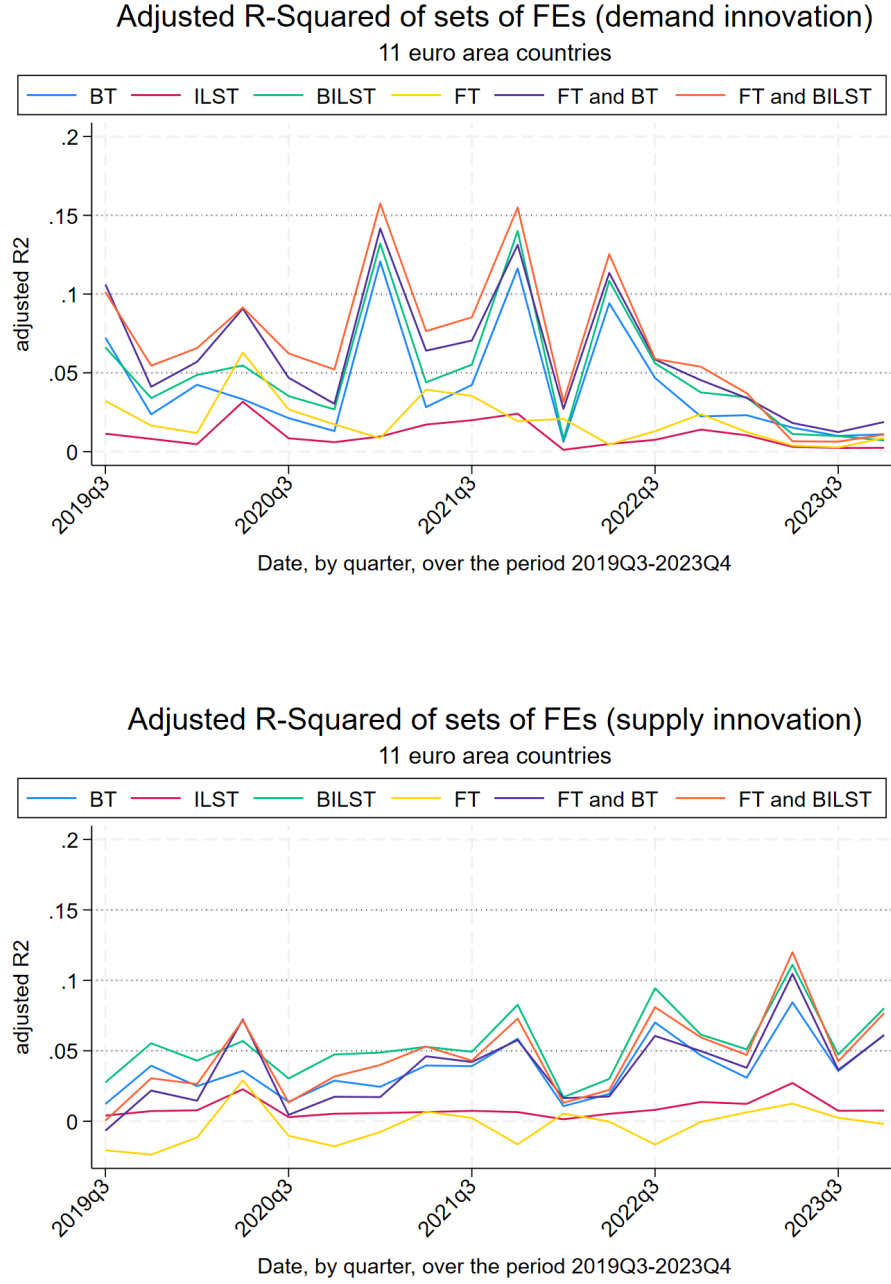 Adjusted R-Squared of sets of FEs (demand innovation)
11 euro area countries
BT ILST BILST FT FT and BT FT and BILST
.2
.15
.1
.05
0
adjusted R2
2019q3 2020q3 2021q3 2022q3 2023q3
Date, by quarter, over the period 2019Q3-2023Q4
Adjusted R-Squared of sets of FEs (supply innovation)
11 euro area countries
BT ILST BILST FT FT and BT FT and BILST
.2
.15
.1
.05
0
adjusted R2
2019q3 2020q3 2021q3 2022q3 2023q3
Date, by quarter, over the period 2019Q3-2023Q4